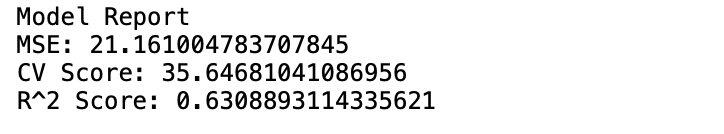 Model Report
MSE: 21.161004783707845
CV Score: 35.64681041086956
R^2 Score: 0.6308893114335621